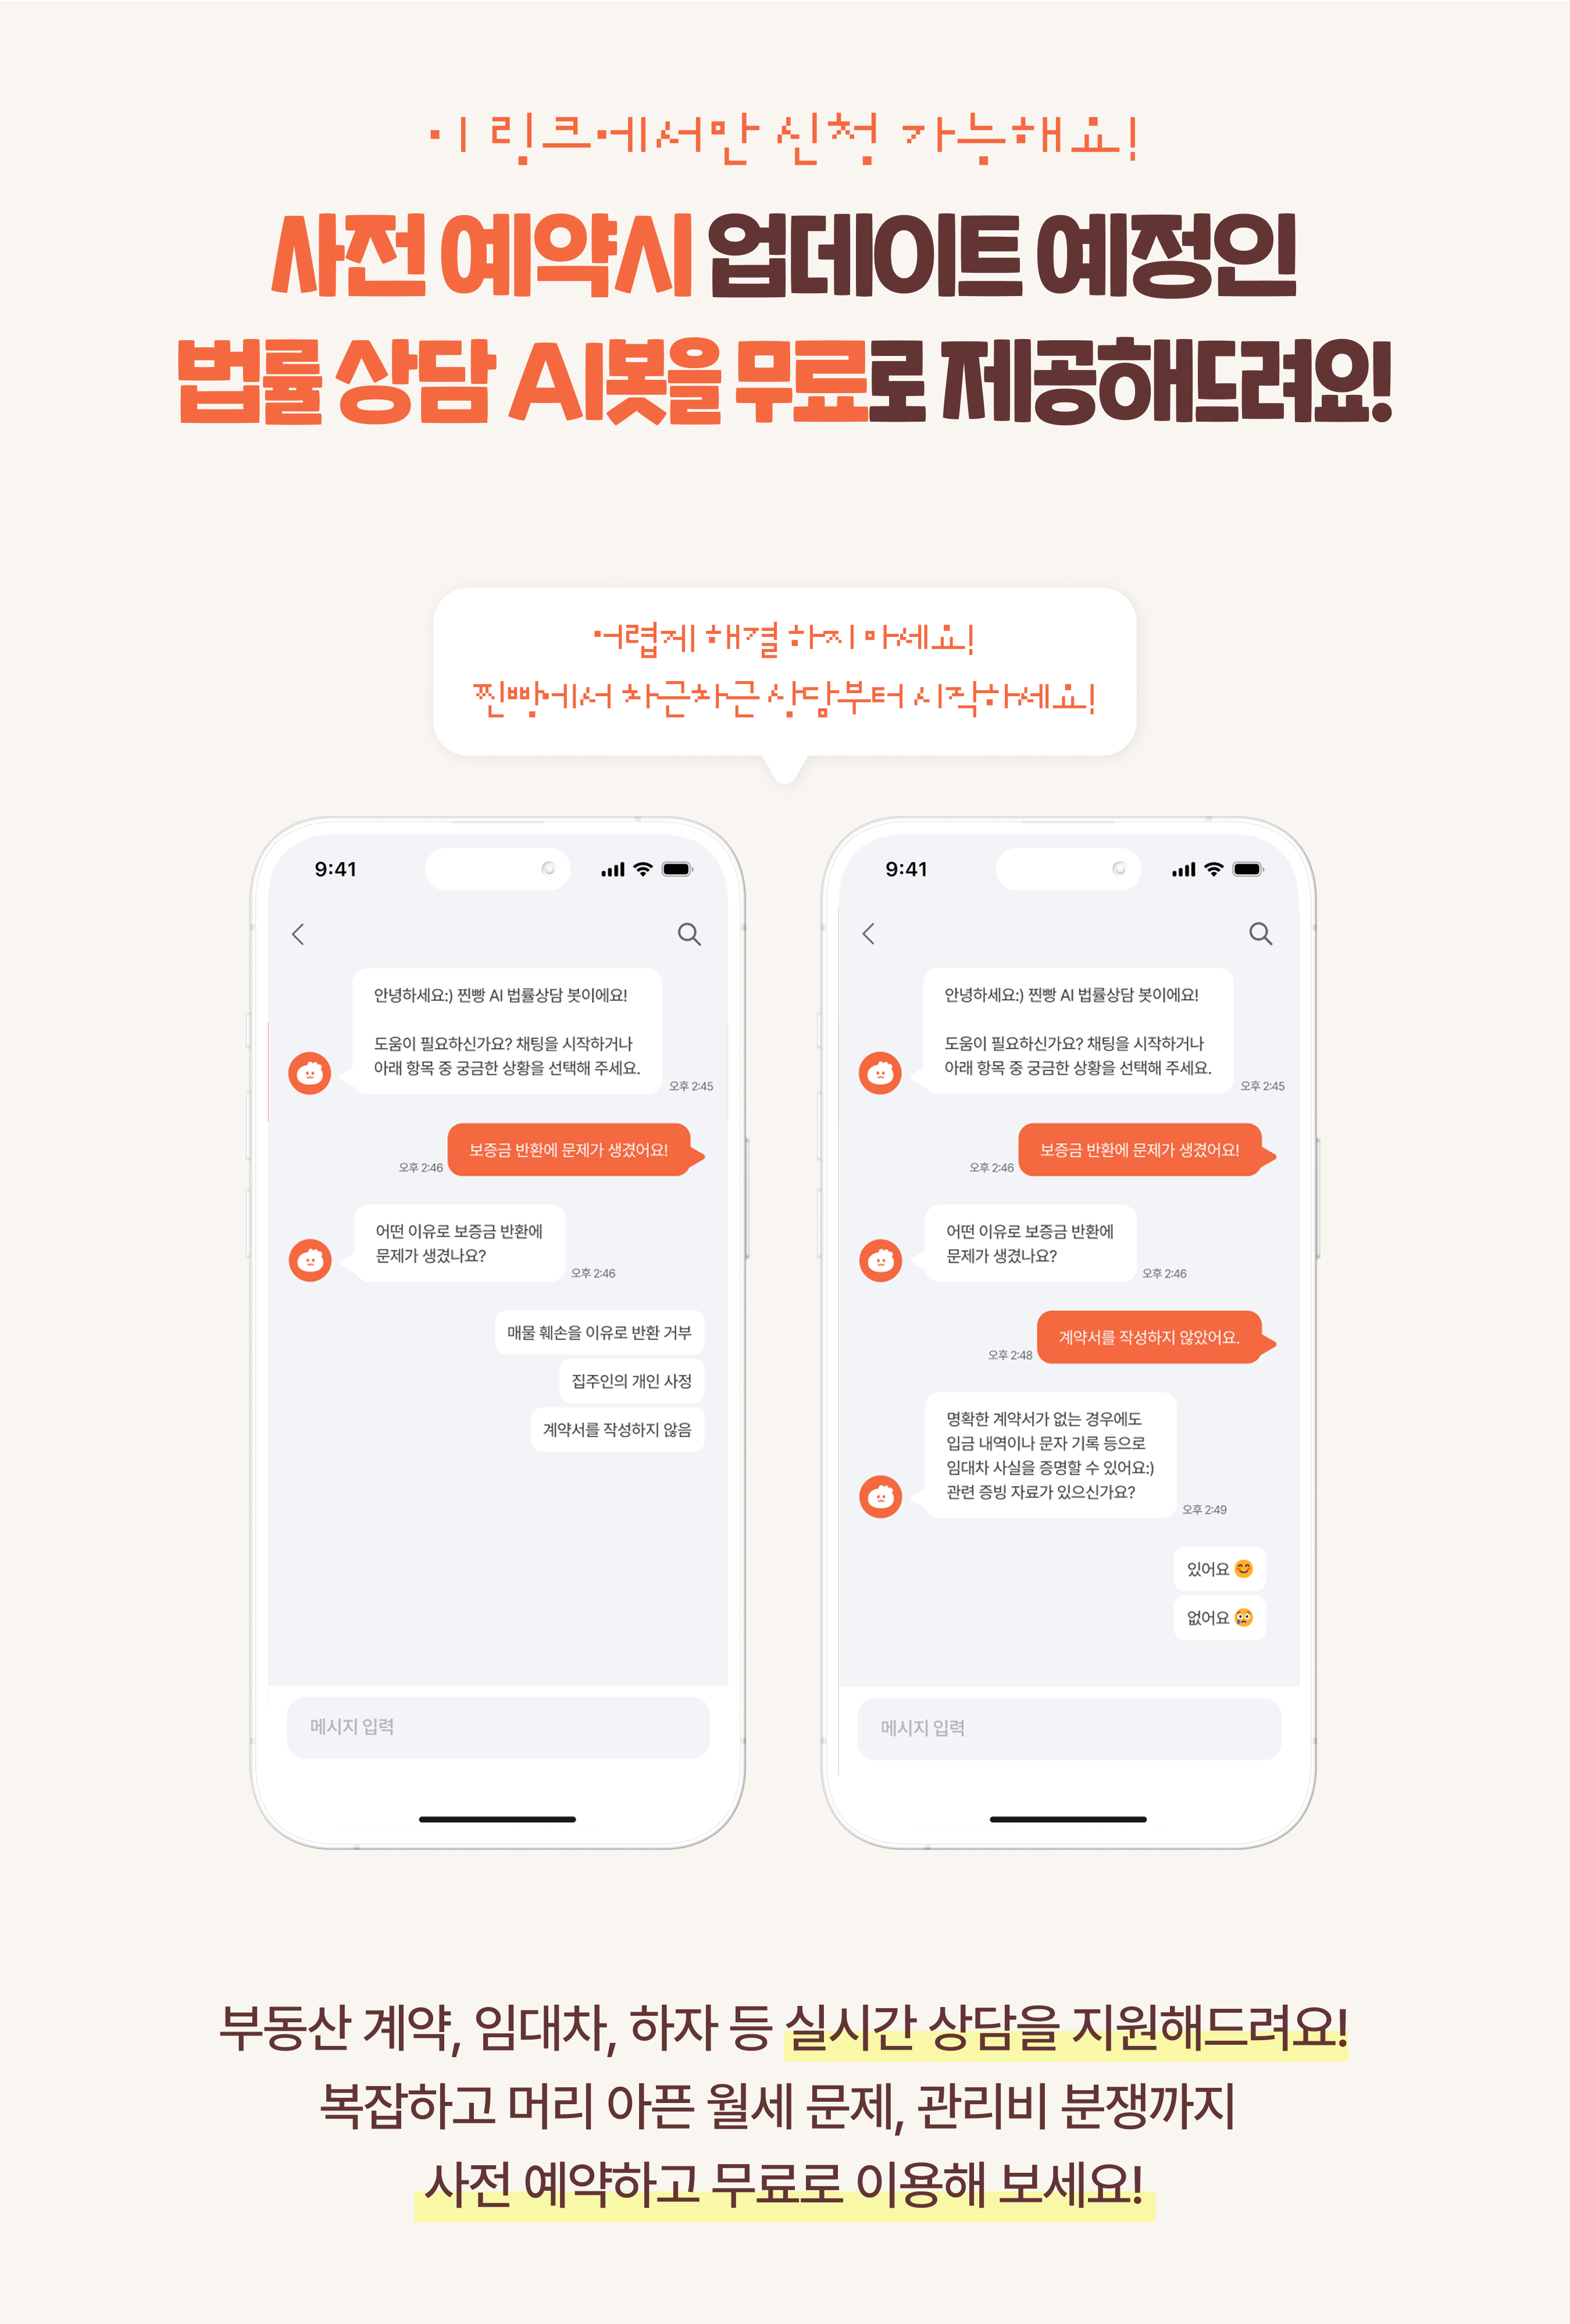 이 링크에서만 신청 가능해요!
사전 예약시 업데이트 예정인
법률 상담 AI봇을 무료로 제공해드려요!
어렵게 해결 하지 마세요!
찐빵에서 차근차근 상담부터 시작하세요!
9:41
안녕하세요:) 찐빵 AI 법률상담 봇이에요!
도움이 필요하신가요? 채팅을 시작하거나
아래 항목 중 궁금한 상황을 선택해 주세요.
오후 2:45
보증금 반환에 문제가 생겼어요!
오후 2:46
어떤 이유로 보증금 반환에
문제가 생겼나요?
오후 2:46
매물 훼손을 이유로 반환 거부
집주인의 개인 사정
계약서를 작성하지 않음
메시지 입력
9:41
안녕하세요:) 찐빵 AI 법률상담 봇이에요!
도움이 필요하신가요? 채팅을 시작하거나
아래 항목 중 궁금한 상황을 선택해 주세요.
오후 2:45
보증금 반환에 문제가 생겼어요!
오후 2:46
어떤 이유로 보증금 반환에
문제가 생겼나요?
오후 2:46
계약서를 작성하지 않았어요.
오후 2:48
명확한 계약서가 없는 경우에도
입금 내역이나 문자 기록 등으로
임대차 사실을 증명할 수 있어요:)
관련 증빙 자료가 있으신가요?
오후 2:49
있어요 😊
없어요 😢
메시지 입력
부동산 계약, 임대차, 하자 등 실시간 상담을 지원해드려요!
복잡하고 머리 아픈 월세 문제, 관리비 분쟁까지
사전 예약하고 무료로 이용해 보세요!